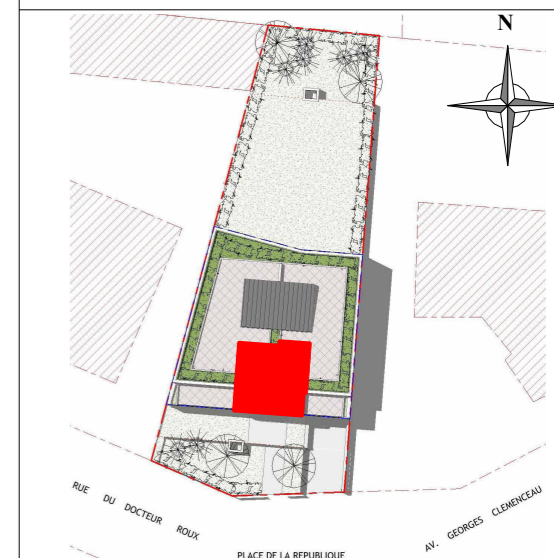 N
RUE DU DOCTEUR ROUX
PLACE DE LA REPUBLIQUE
AV. GEORGES CLEMENCEAU